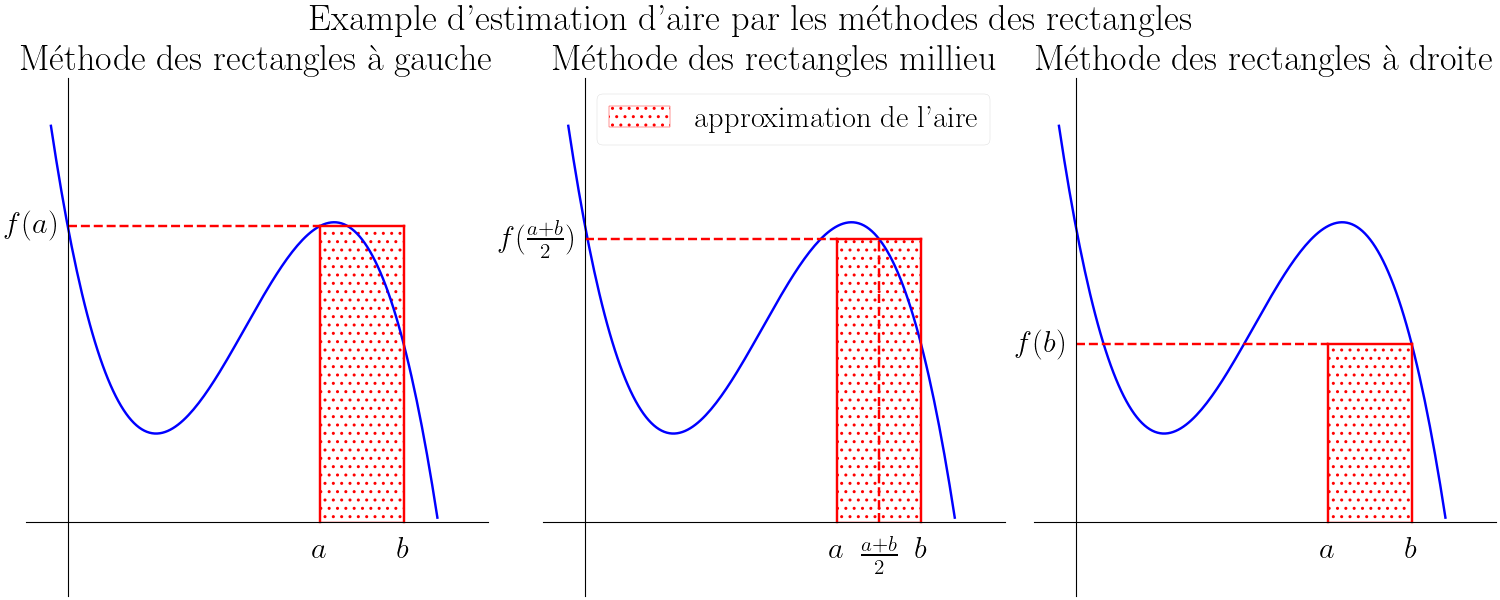 Example d'estimation d'aire par les méthodes des rectangles
Méthode des rectangles à gauche
f(a)
a
b
Méthode des rectangles millieu
approximation de l'aire
f(\frac{a+b}{2})
a
\frac{a+b}{2}
b
Méthode des rectangles à droite
f(b)
a
b